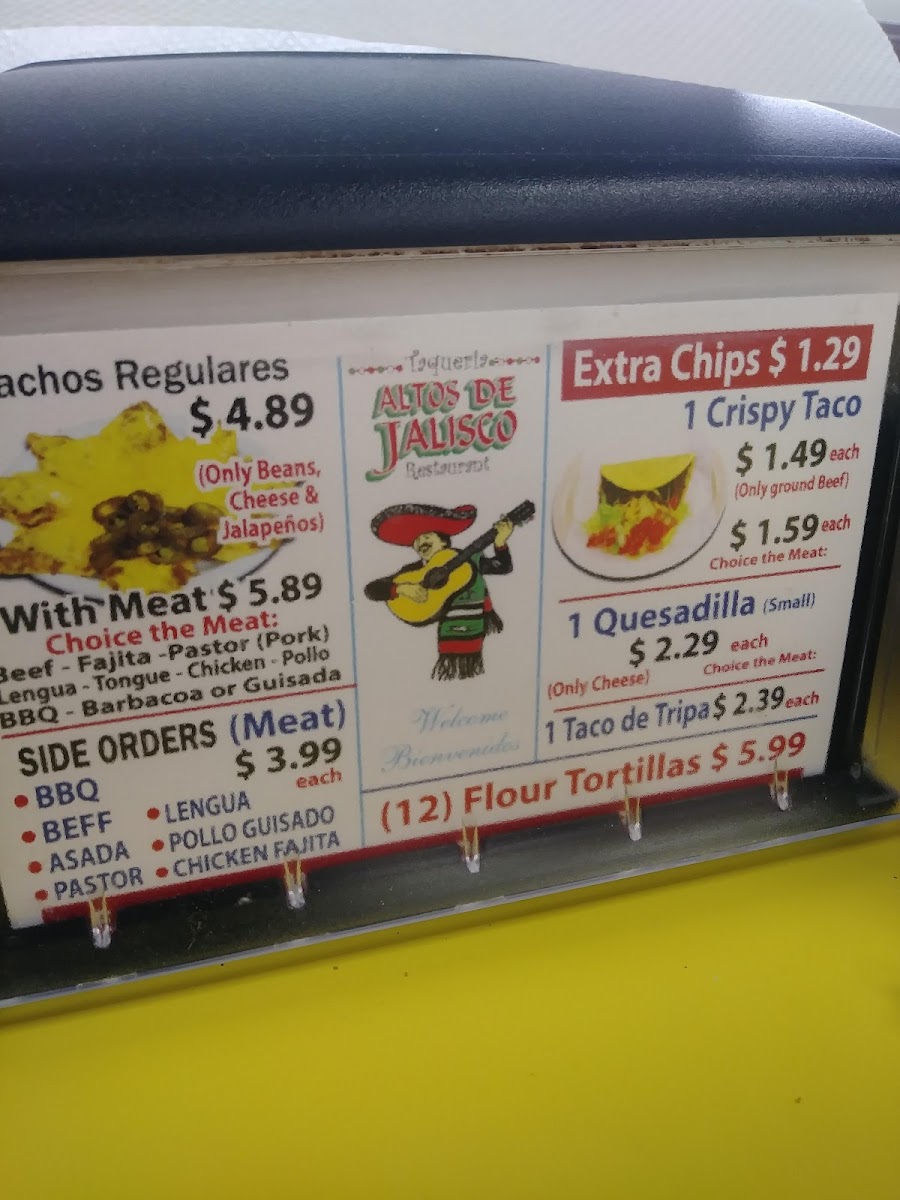 achos Regulares
$ 4.89
(Only Beans,
Cheese &
Jalapeños)
With Meat $ 5.89
Choice the Meat:
Beef - Fajita -Pastor (Pork)
Lengua - Tongue - Chicken - Pollo
BBQ - Barbacoa or Guisada
SIDE ORDERS (Meat)
$ 3.99
each
• BBQ
• BEFF
• ASADA
• PASTOR
• LENGUA
• POLLO GUISADO
• CHICKEN FAJITA
Taqueria
ALTOS DE
JALISCO
Restaurant
Welcome
Bienvenidos
Extra Chips $ 1.29
1 Crispy Taco
$ 1.49 each
(Only ground Beef)
$ 1.59 each
Choice the Meat:
1 Quesadilla (Small)
$ 2.29 each
(Only Cheese)
Choice the Meat:
1 Taco de Tripa $ 2.39 each
(12) Flour Tortillas $ 5.99